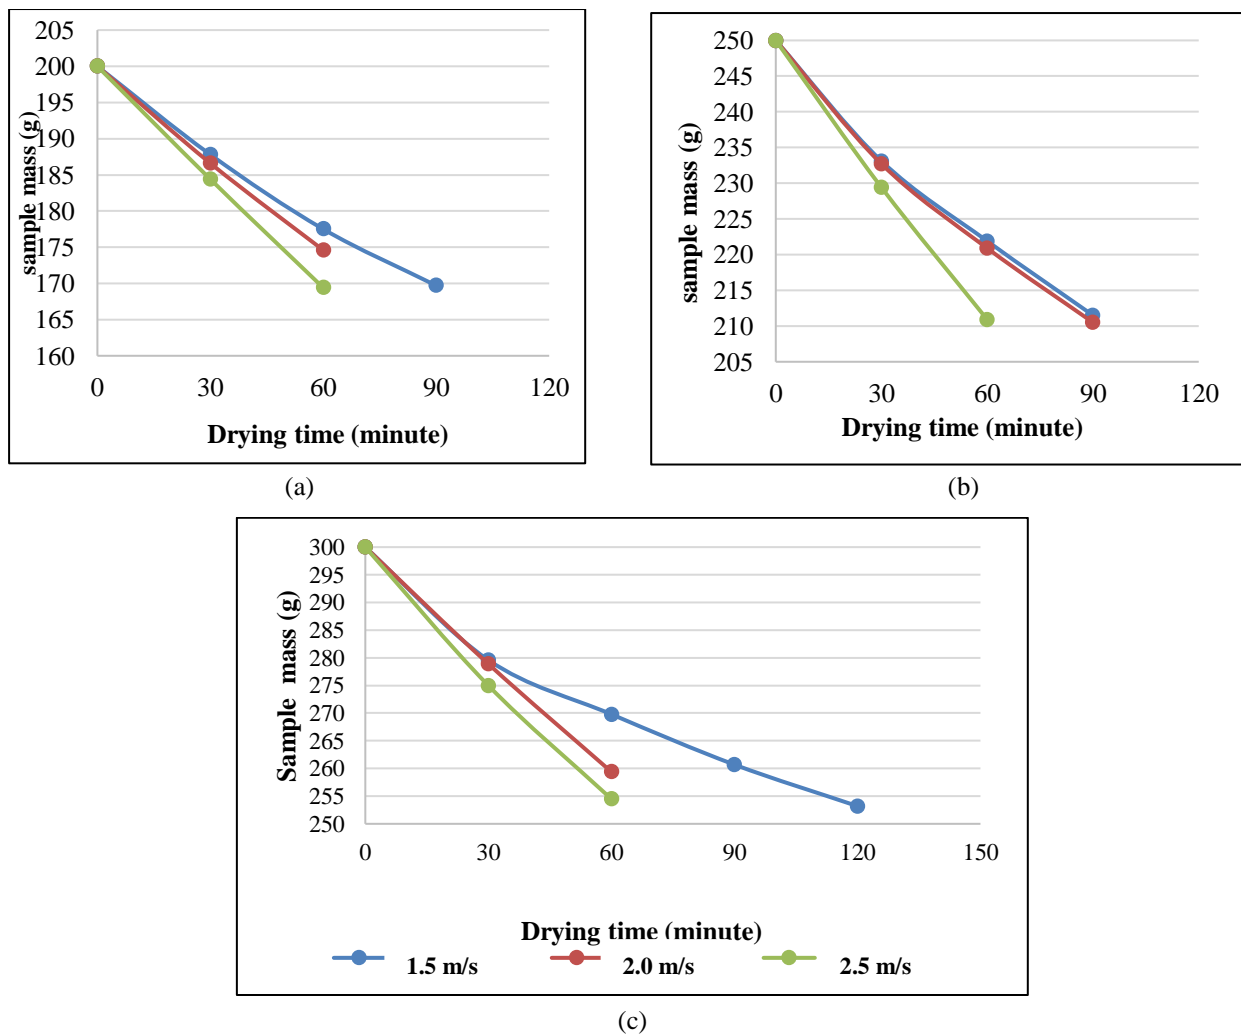 205
200
195
190
185
180
175
170
165
160
sample mass (g)
0 30 60 90 120
Drying time (minute)
(a)
250
245
240
235
230
225
220
215
210
205
sample mass (g)
0 30 60 90 120
Drying time (minute)
(b)
300
295
290
285
280
275
270
265
260
255
250
Sample mass (g)
0 30 60 90 120 150
Drying time (minute)
1.5 m/s 2.0 m/s 2.5 m/s
(c)